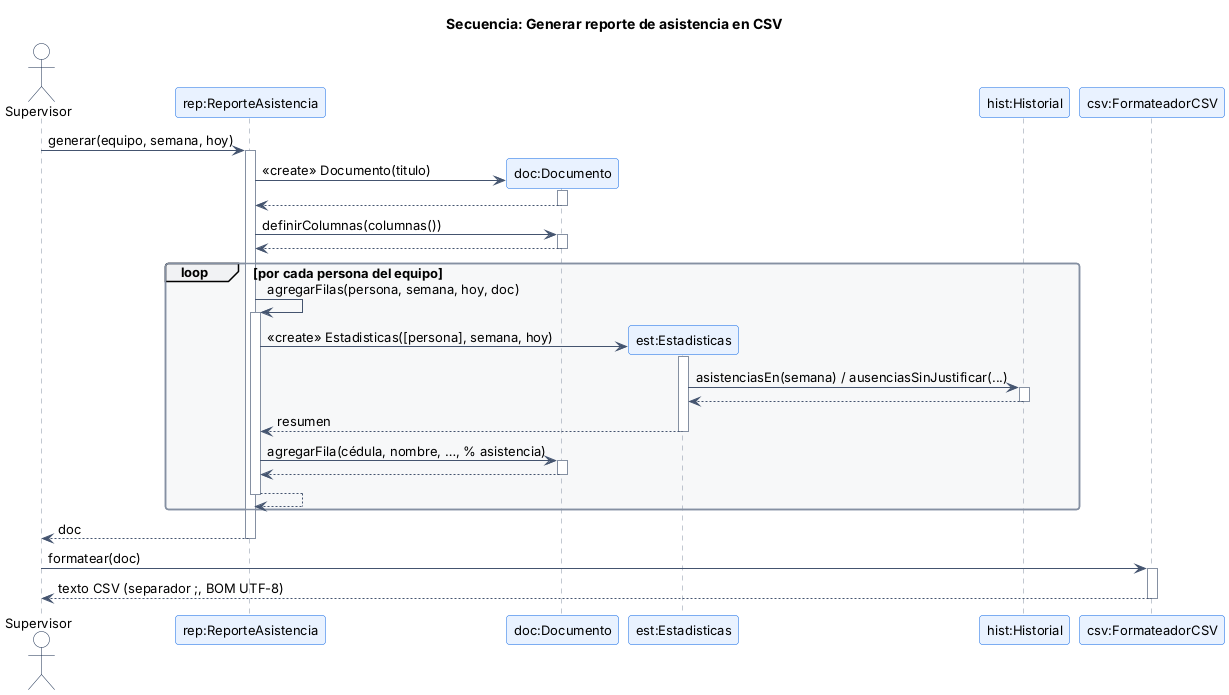 Secuencia: Generar reporte de asistencia en CSV
Supervisor
rep:ReporteAsistencia
hist:Historial
csv:FormateadorCSV
generar(equipo, semana, hoy)
«create» Documento(titulo)
doc:Documento
definirColumnas(columnas())
loop
[por cada persona del equipo]
agregarFilas(persona, semana, hoy, doc)
«create» Estadisticas([persona], semana, hoy)
est:Estadisticas
asistenciasEn(semana) / ausenciasSinJustificar(...)
resumen
agregarFila(cédula, nombre, ..., % asistencia)
doc
formatear(doc)
texto CSV (separador ;, BOM UTF-8)
Supervisor
rep:ReporteAsistencia
doc:Documento
est:Estadisticas
hist:Historial
csv:FormateadorCSV